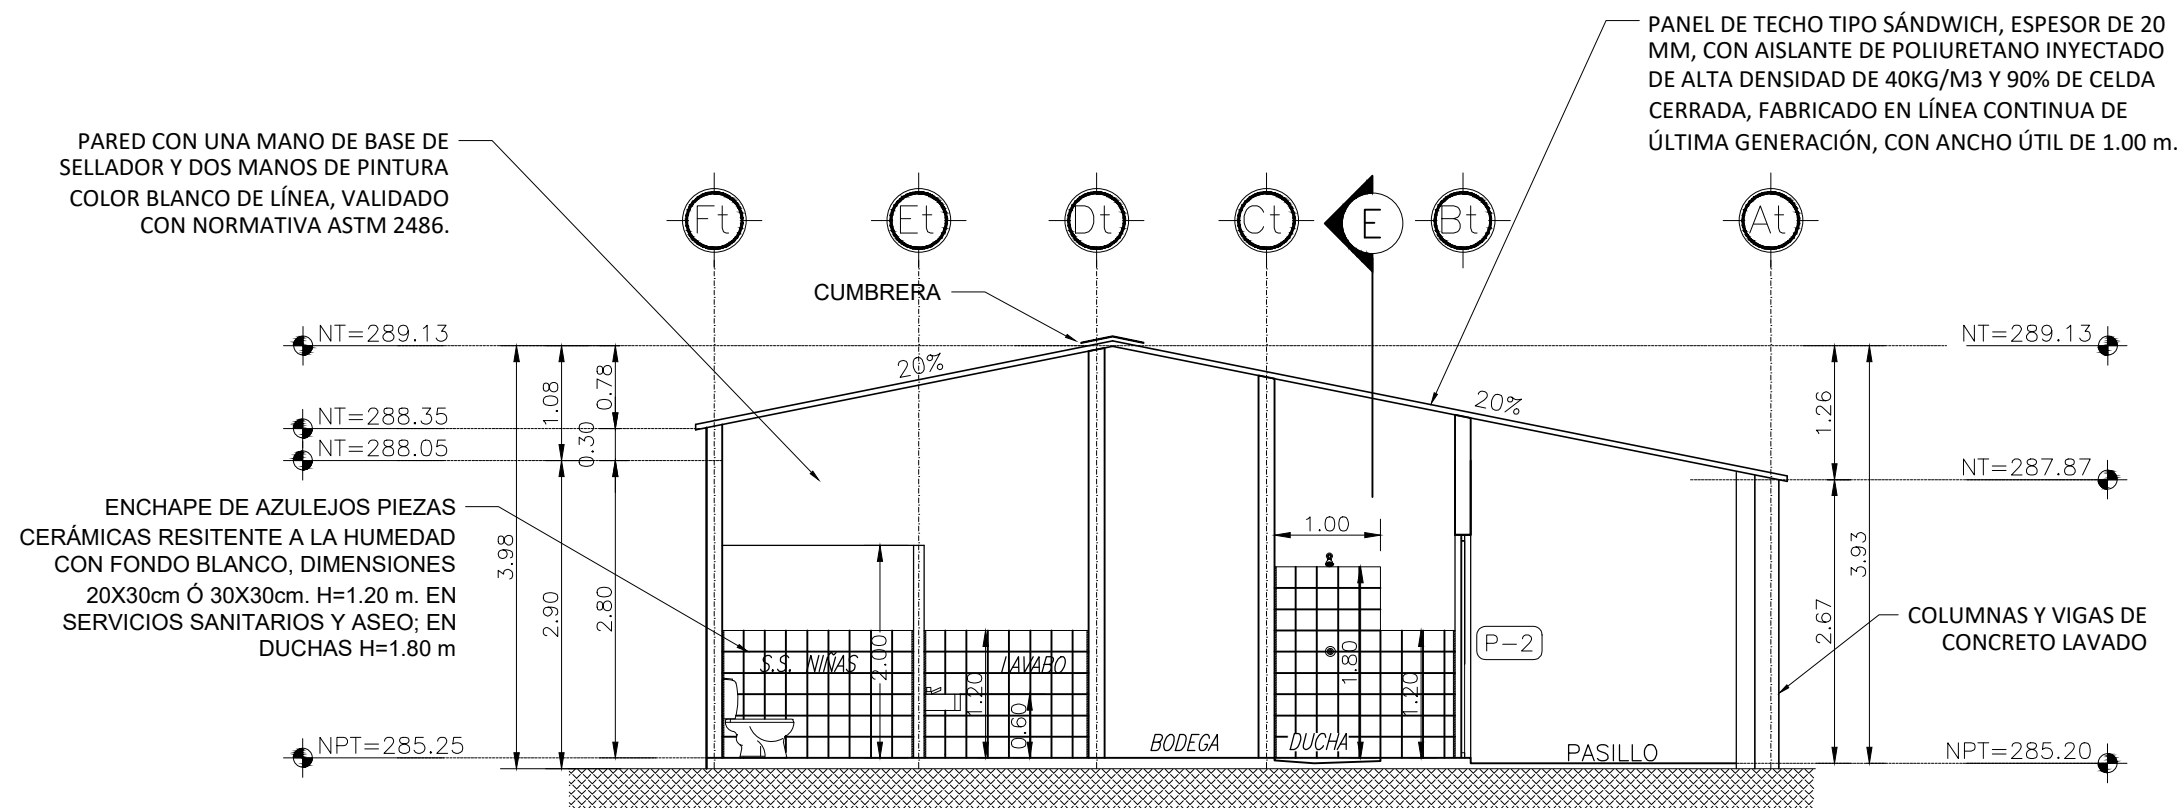 PANEL DE TECHO TIPO SÁNDWICH, ESPESOR DE 20
MM, CON AISLANTE DE POLIURETANO INYECTADO
DE ALTA DENSIDAD DE 40KG/M3 Y 90% DE CELDA
CERRADA, FABRICADO EN LÍNEA CONTINUA DE
ÚLTIMA GENERACIÓN, CON ANCHO ÚTIL DE 1.00 m.
PARED CON UNA MANO DE BASE DE
SELLADOR Y DOS MANOS DE PINTURA
COLOR BLANCO DE LÍNEA, VALIDADO
CON NORMATIVA ASTM 2486.
Ft
Et
Dt
Ct
E
Bt
At
CUMBRERA
NT=289.13
NT=289.13
20%
20%
NT=288.35
NT=288.05
1.08
0.78
0.30
1.26
NT=287.87
ENCHAPE DE AZULEJOS PIEZAS
CERÁMICAS RESITENTE A LA HUMEDAD
CON FONDO BLANCO, DIMENSIONES
20X30cm Ó 30X30cm. H=1.20 m. EN
SERVICIOS SANITARIOS Y ASEO; EN
DUCHAS H=1.80 m
3.98
2.90
2.80
1.00
3.93
2.67
S.S. NIÑAS
2.00
LAVABO
1.20
0.60
1.80
1.20
P-2
COLUMNAS Y VIGAS DE
CONCRETO LAVADO
BODEGA
DUCHA
PASILLO
NPT=285.25
NPT=285.20